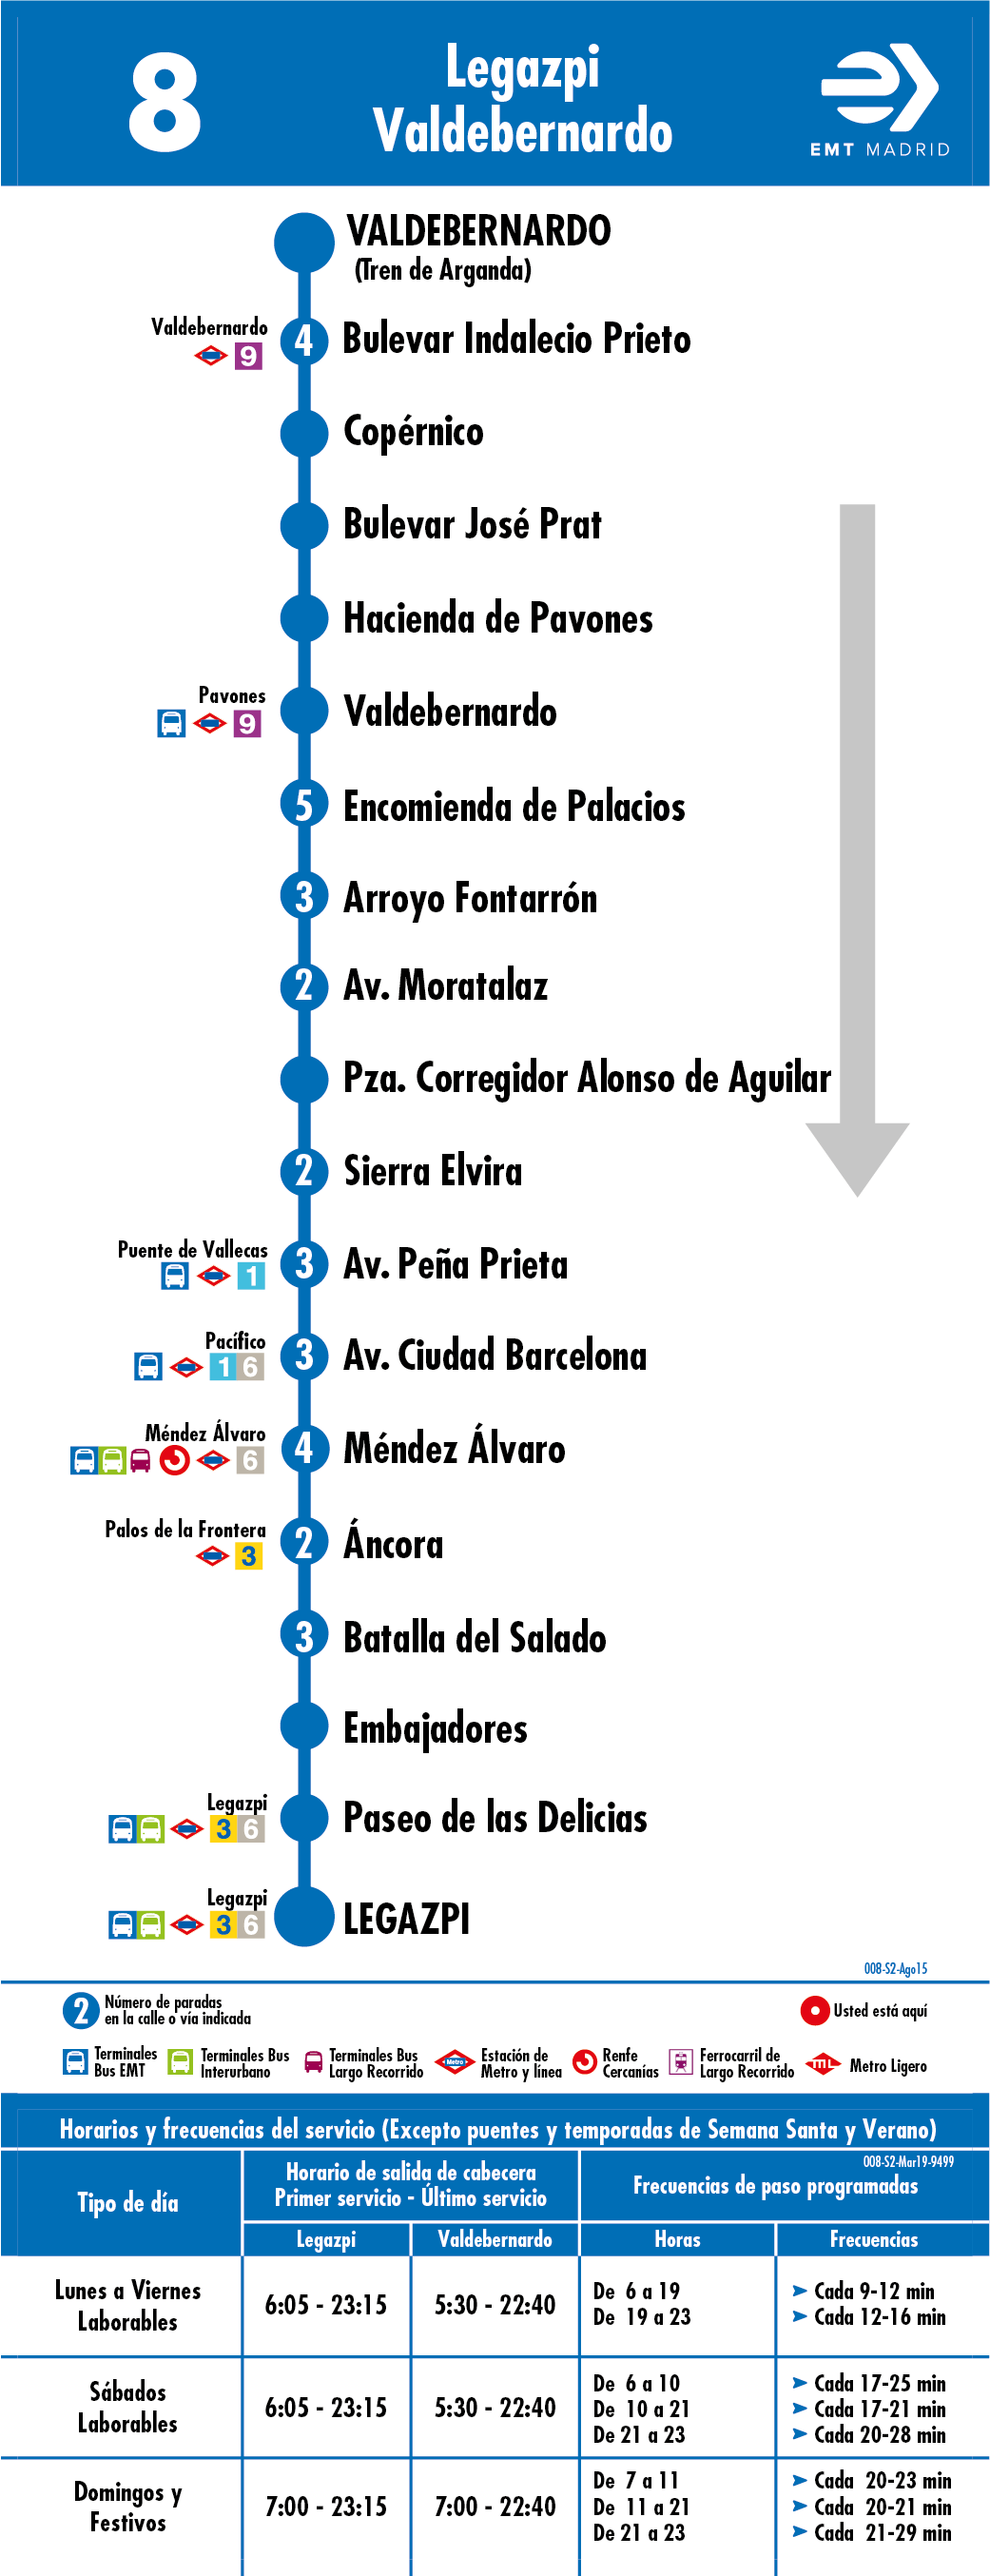 8
Legazpi
Valdebernardo
EMT MADRID
VALDEBERNARDO
(Tren de Arganda)
Valdebernardo
9
4
Bulevar Indalecio Prieto
Copérnico
Bulevar José Prat
Hacienda de Pavones
Pavones
9
Valdebernardo
5
Encomienda de Palacios
3
Arroyo Fontarrón
2
Av. Moratalaz
Pza. Corregidor Alonso de Aguilar
2
Sierra Elvira
Puente de Vallecas
1
3
Av. Peña Prieta
Pacífico
1 6
3
Av. Ciudad Barcelona
Méndez Álvaro
6
4
Méndez Álvaro
Palos de la Frontera
3
2
Áncora
3
Batalla del Salado
Embajadores
Legazpi
3 6
Paseo de las Delicias
Legazpi
3 6
LEGAZPI
008-S2-Ago15
2
Número de paradas
en la calle o vía indicada
Usted está aquí
Terminales
Bus EMT
Terminales Bus
Interurbano
Terminales Bus
Largo Recorrido
Metro
Estación de
Metro y línea
Renfe
Cercanías
Ferrocarril de
Largo Recorrido
ML
Metro Ligero
Horarios y frecuencias del servicio (Excepto puentes y temporadas de Semana Santa y Verano)
008-S2-Mar19-9499
Tipo de día
Horario de salida de cabecera
Primer servicio - Último servicio
Frecuencias de paso programadas
Legazpi
Valdebernardo
Horas
Frecuencias
Lunes a Viernes
Laborables
6:05 - 23:15
5:30 - 22:40
De 6 a 19
Cada 9-12 min
De 19 a 23
Cada 12-16 min
Sábados
Laborables
6:05 - 23:15
5:30 - 22:40
De 6 a 10
Cada 17-25 min
De 10 a 21
Cada 17-21 min
De 21 a 23
Cada 20-28 min
Domingos y
Festivos
7:00 - 23:15
7:00 - 22:40
De 7 a 11
Cada 20-23 min
De 11 a 21
Cada 20-21 min
De 21 a 23
Cada 21-29 min